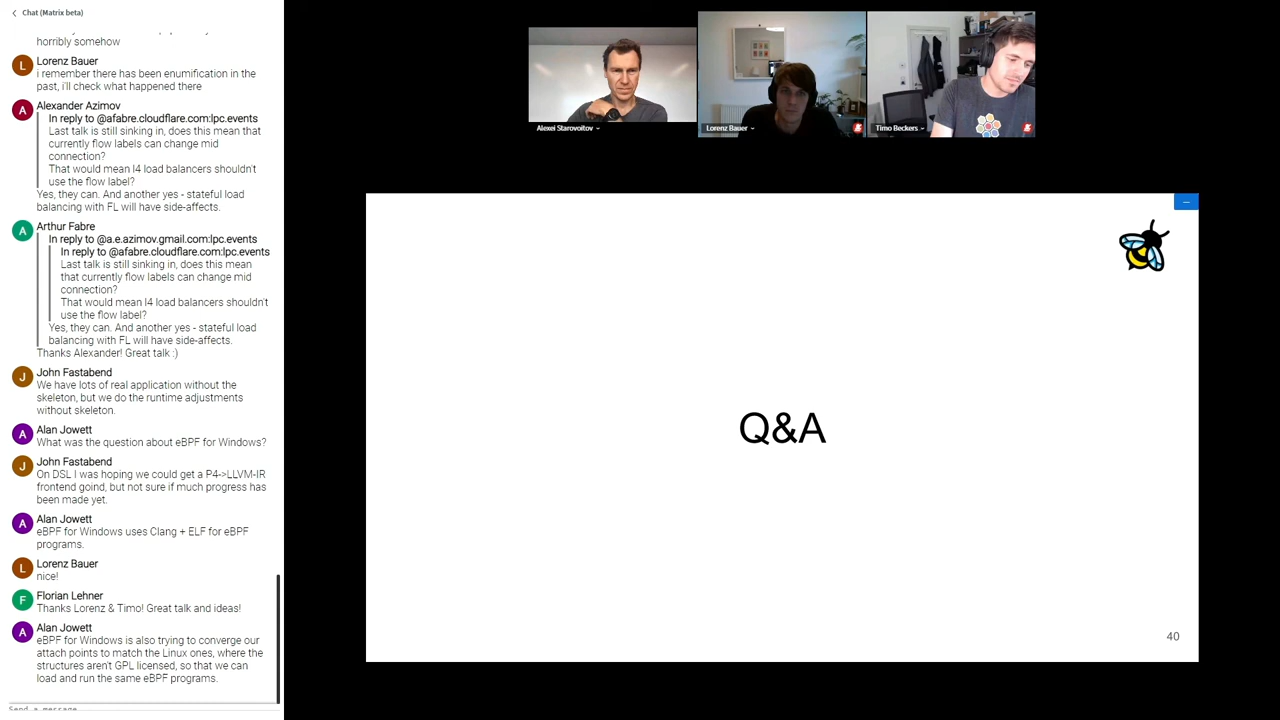 Chat (Matrix beta)
horribly somehow
Lorenz Bauer
i remember there has been enumification in the
past, i'll check what happened there
Alexander Azimov
In reply to @afabre.cloudflare.com:lpc.events
Last talk is still sinking in, does this mean that
currently flow labels can change mid
connection?
That would mean l4 load balancers shouldn't
use the flow label?
Yes, they can. And another yes - stateful load
balancing with FL will have side-affects.
Arthur Fabre
In reply to @a.e.azimov.gmail.com:lpc.events
In reply to @afabre.cloudflare.com:lpc.events
Last talk is still sinking in, does this mean
that currently flow labels can change mid
connection?
That would mean l4 load balancers shouldn't
use the flow label?
Yes, they can. And another yes - stateful load
balancing with FL will have side-affects.
Thanks Alexander! Great talk :)
John Fastabend
We have lots of real application without the
skeleton, but we do the runtime adjustments
without skeleton.
Alan Jowett
What was the question about eBPF for Windows?
John Fastabend
On DSL I was hoping we could get a P4->LLVM-IR
frontend goind, but not sure if much progress has
been made yet.
Alan Jowett
eBPF for Windows uses Clang + ELF for eBPF
programs.
Lorenz Bauer
nice!
Florian Lehner
Thanks Lorenz & Timo! Great talk and ideas!
Alan Jowett
eBPF for Windows is also trying to converge our
attach points to match the Linux ones, where the
structures aren't GPL licensed, so that we can
load and run the same eBPF programs.
Send a message
L
A
A
J
A
J
A
L
F
A
Alexei Starovoitov
Lorenz Bauer
Timo Beckers
Q&A
40